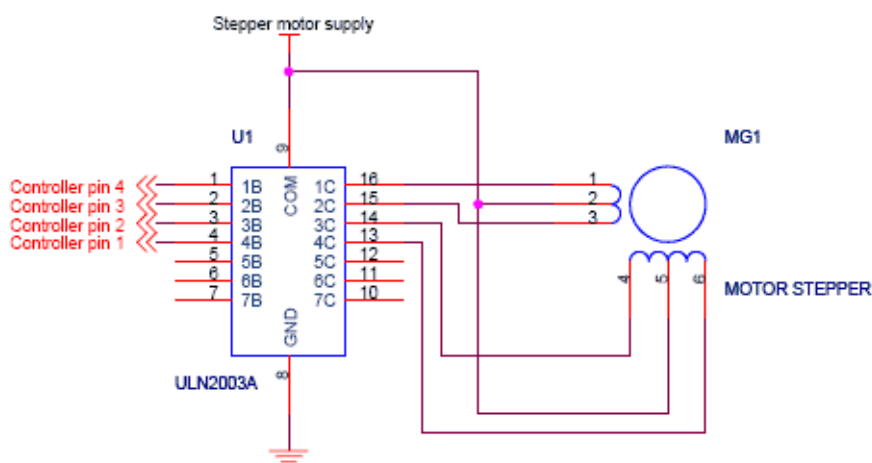 Stepper motor supply
U1
MG1
9
Controller pin 4 1 1B COM 1C 16 1
Controller pin 3 2 2B 2C 15 2
Controller pin 2 3 3B 3C 14 3
Controller pin 1 4 4B 4C 13
5 5B 5C 12
6 6B 6C 11
7 7B 7C 10
4 5 6
MOTOR STEPPER
GND
ULN2003A
8